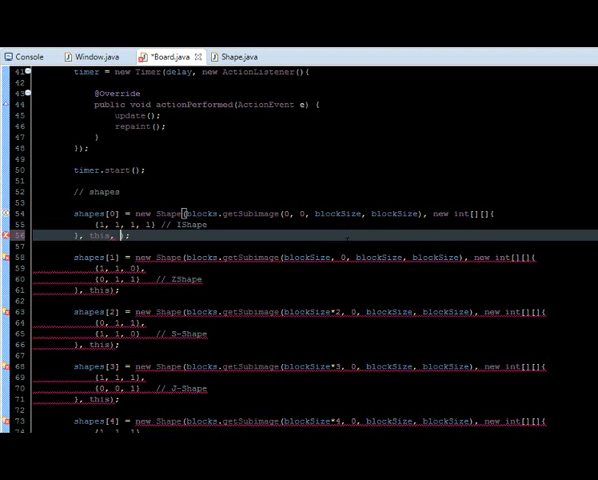 Console Window.java *Board.java Shape.java
41 timer = new Timer(delay, new ActionListener(){
42
43 @Override
44 public void actionPerformed(ActionEvent e) {
45 update();
46 repaint();
47 }
48 });
49
50 timer.start();
51
52 // shapes
53
54 shapes[0] = new Shape(blocks.getSubimage(0, 0, blockSize, blockSize), new int[][]{
55 {1, 1, 1, 1} // IShape
56 }, this, );
57
58 shapes[1] = new Shape(blocks.getSubimage(blockSize, 0, blockSize, blockSize), new int[][]{
59 {1, 1, 0},
60 {0, 1, 1} // ZShape
61 }, this);
62
63 shapes[2] = new Shape(blocks.getSubimage(blockSize*2, 0, blockSize, blockSize), new int[][]{
64 {0, 1, 1},
65 {1, 1, 0} // S-Shape
66 }, this);
67
68 shapes[3] = new Shape(blocks.getSubimage(blockSize*3, 0, blockSize, blockSize), new int[][]{
69 {1, 1, 1},
70 {0, 0, 1} // J-Shape
71 }, this);
72
73 shapes[4] = new Shape(blocks.getSubimage(blockSize*4, 0, blockSize, blockSize), new int[][]{